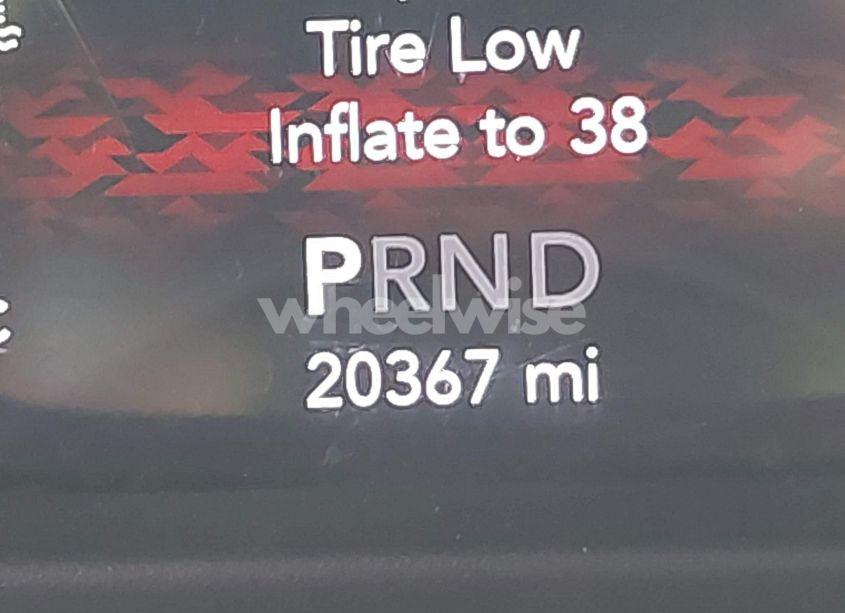 Tire Low
Inflate to 38
PRND
wheelwise
20367 mi